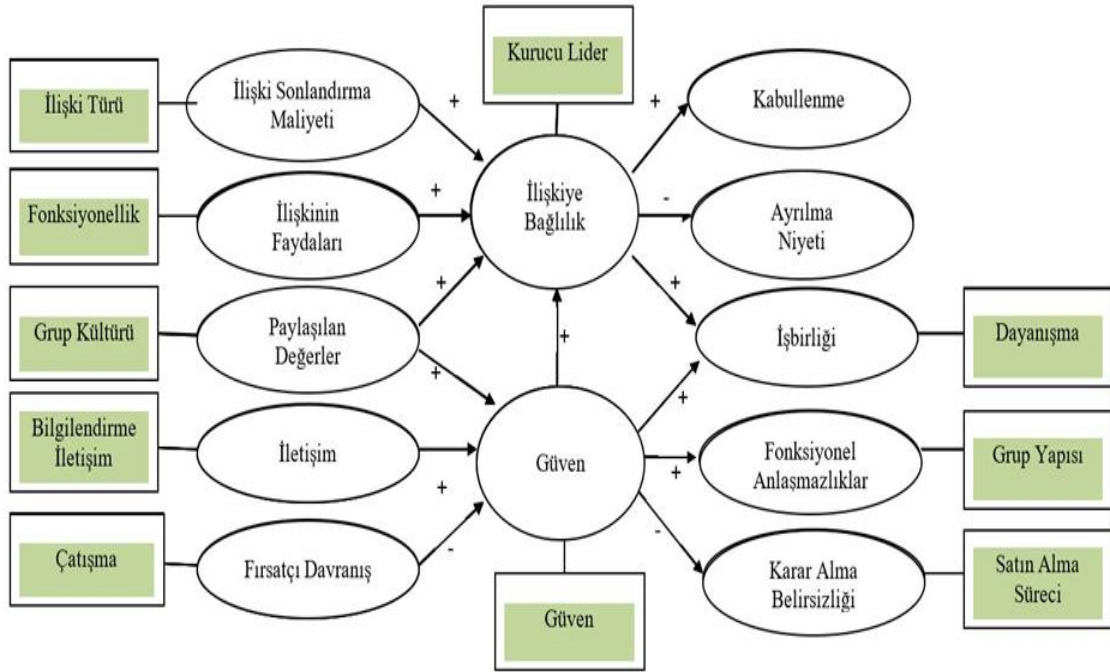 Kurucu Lider
İlişki Türü
İlişki Sonlandırma
Maliyeti
+
+
Kabullenme
Fonksiyonellik
İlişkinin
Faydaları
+
İlişkiye
Bağlılık
-
Ayrılma
Niyeti
Grup Kültürü
Paylaşılan
Değerler
+
+
+
+
İşbirliği
Dayanışma
+
Bilgilendirme
İletişim
İletişim
+
Güven
+
Fonksiyonel
Anlaşmazlıklar
Grup Yapısı
Çatışma
Fırsatçı Davranış
-
-
Karar Alma
Belirsizliği
Satın Alma
Süreci
Güven